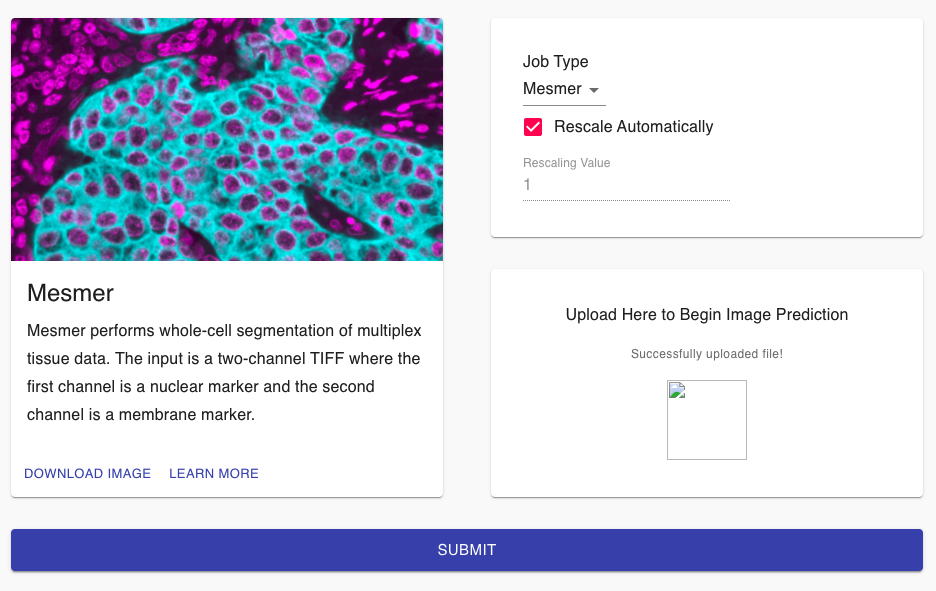 Mesmer
Mesmer performs whole-cell segmentation of multiplex
tissue data. The input is a two-channel TIFF where the
first channel is a nuclear marker and the second
channel is a membrane marker.
DOWNLOAD IMAGE LEARN MORE
Job Type
Mesmer
Rescale Automatically
Rescaling Value
1
Upload Here to Begin Image Prediction
Successfully uploaded file!
SUBMIT